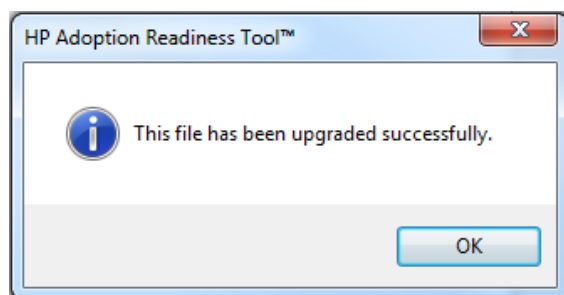 HP Adoption Readiness Tool™
This file has been upgraded successfully.
OK